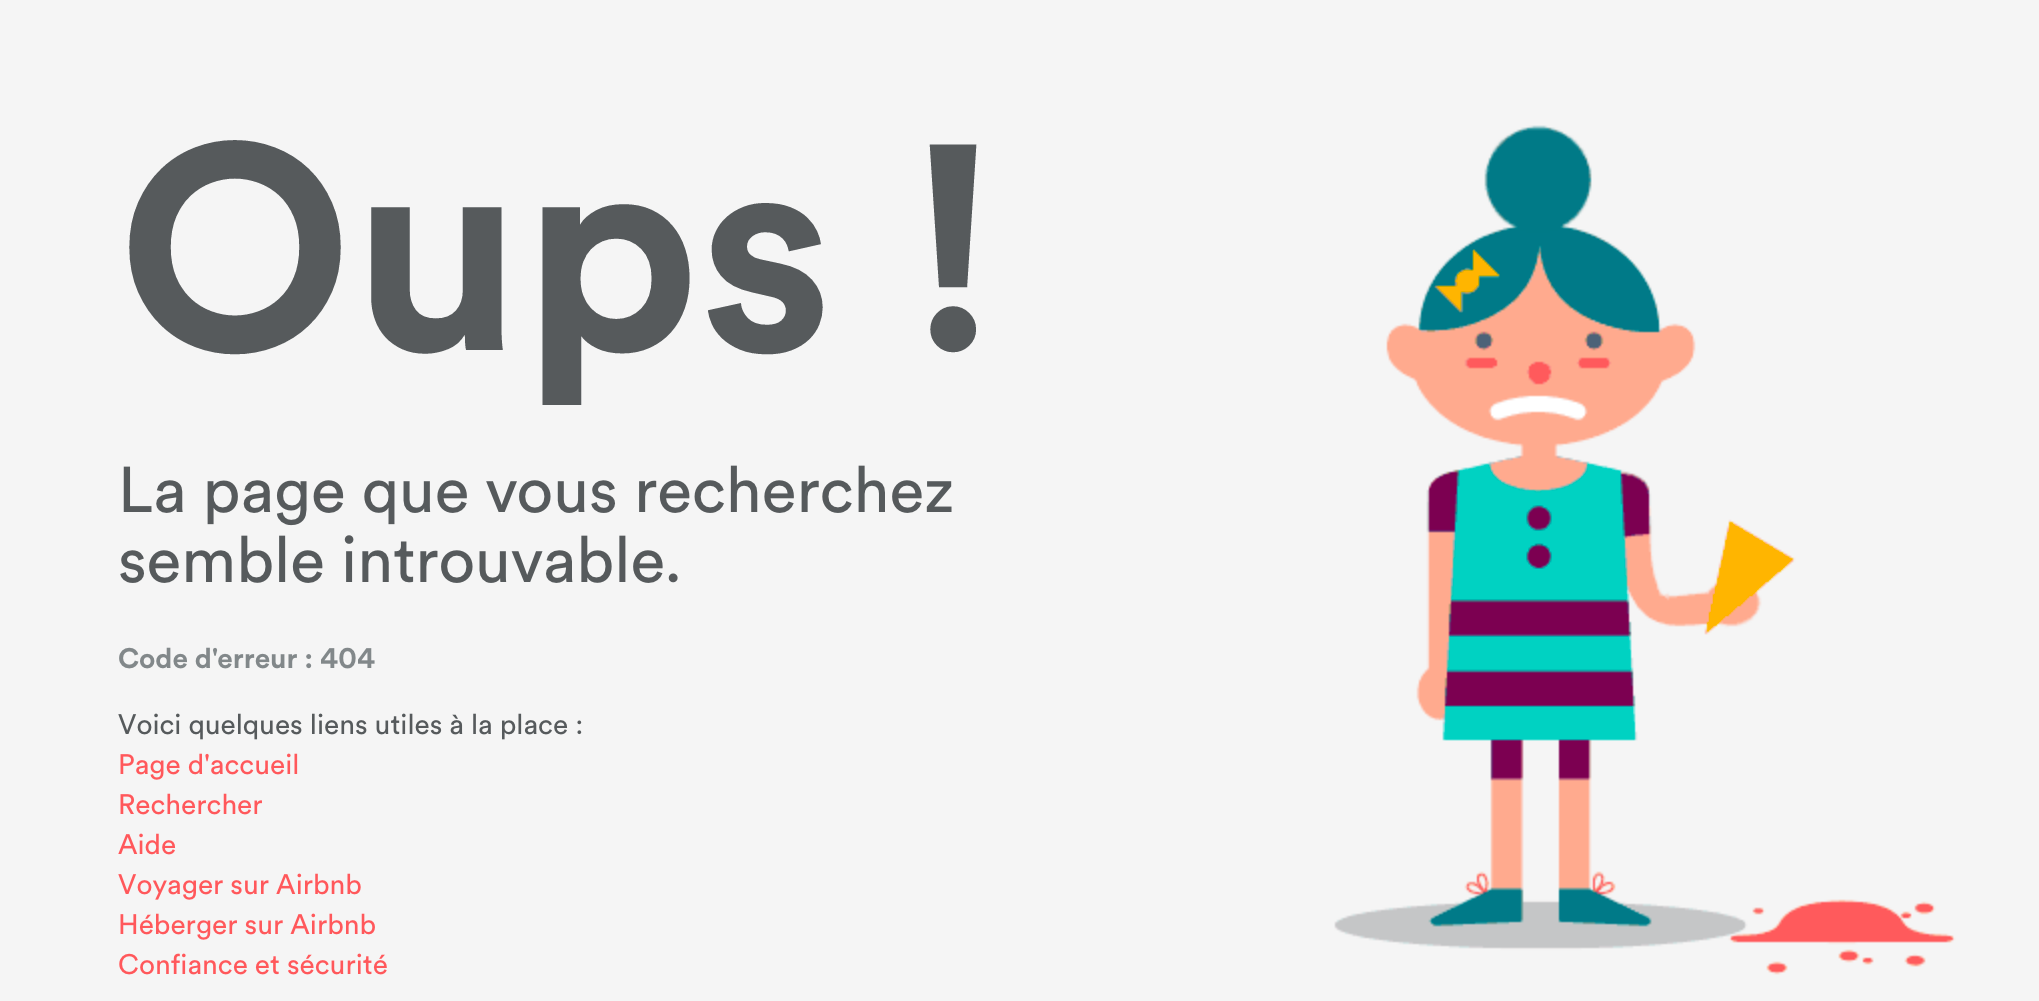 Oups !
La page que vous recherchez
semble introuvable.
Code d'erreur : 404
Voici quelques liens utiles à la place :
Page d'accueil
Rechercher
Aide
Voyager sur Airbnb
Héberger sur Airbnb
Confiance et sécurité